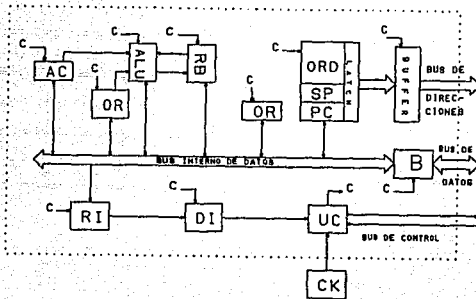 C
C
C
C
AC
ALU
RB
C
ORD
LATCH
BUFFER
BUS DE
DIREC-
CIONES
C
OR
C
OR
SP
PC
BUS INTERNO DE DATOS
B
BUS DE
DATOS
C
C
C
C
RI
DI
UC
BUS DE CONTROL
CK